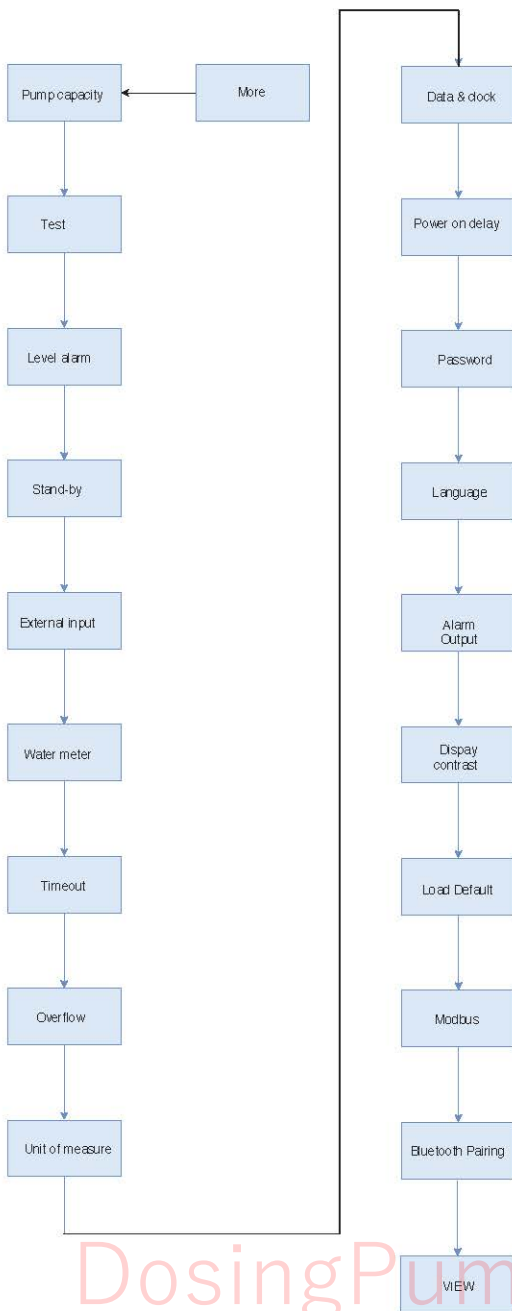 More
Pump capacity
Test
Level alarm
Stand-by
External input
Water meter
Timeout
Overflow
Unit of measure
Data & clock
Power on delay
Password
Language
Alarm
Output
Dispay
contrast
Load Default
Modbus
Bluetooth Pairing
VIEW
DosingPum